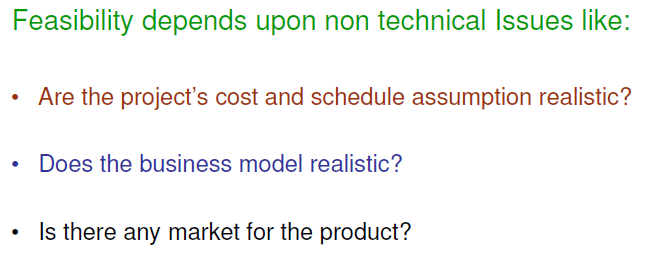 Feasibility depends upon non technical Issues like:
• Are the project's cost and schedule assumption realistic?
• Does the business model realistic?
• Is there any market for the product?